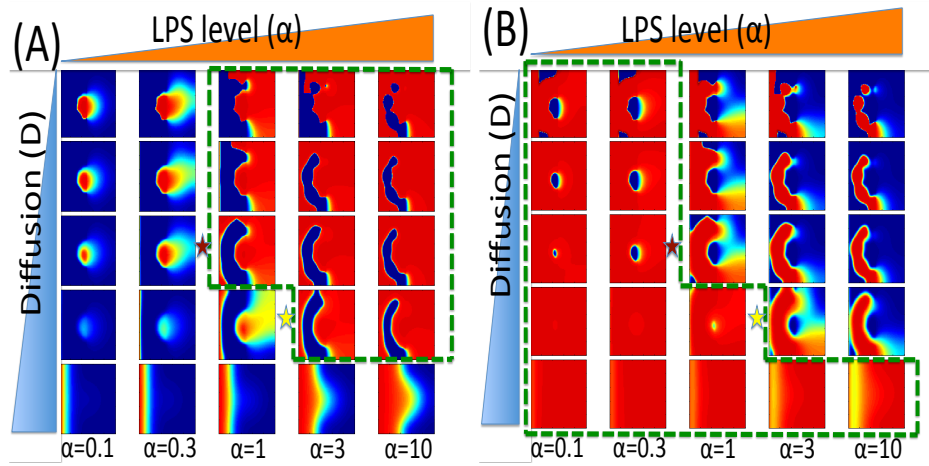 (A)
LPS level (α)
Diffusion (D)
α=0.1 α=0.3 α=1 α=3 α=10
(B)
LPS level (α)
Diffusion (D)
α=0.1 α=0.3 α=1 α=3 α=10